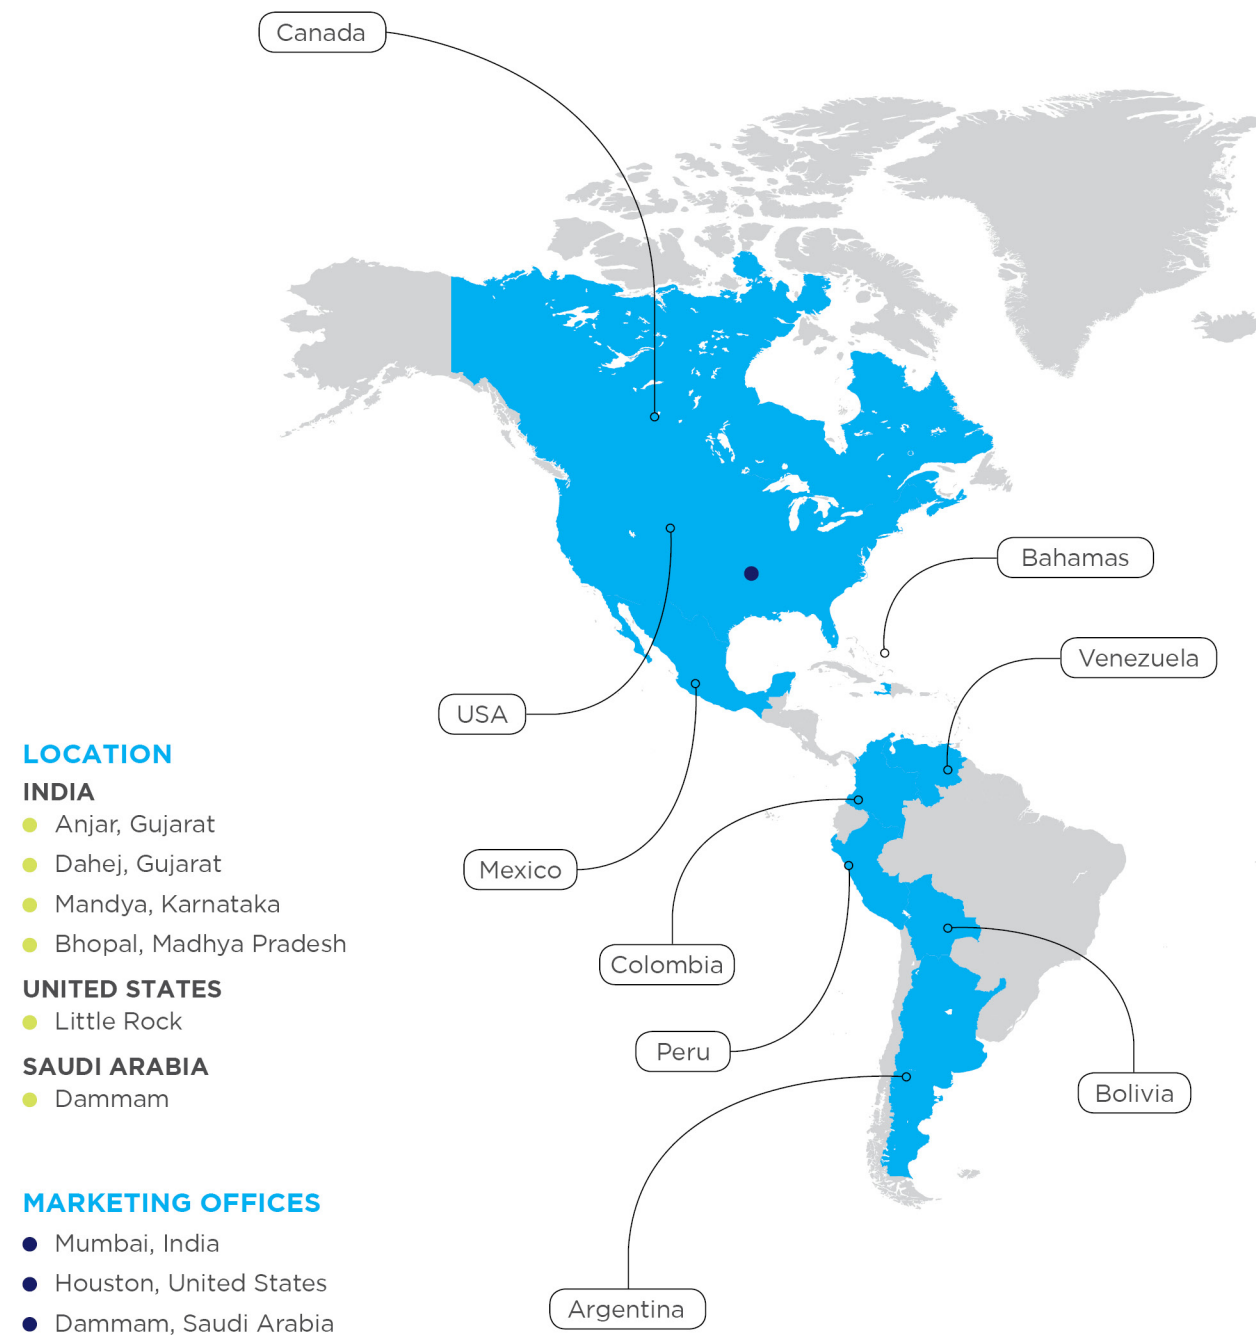 Canada
Bahamas
Venezuela
USA
Mexico
Colombia
Peru
Bolivia
Argentina
LOCATION
INDIA
Anjar, Gujarat
Dahej, Gujarat
Mandya, Karnataka
Bhopal, Madhya Pradesh
UNITED STATES
Little Rock
SAUDI ARABIA
Dammam
MARKETING OFFICES
Mumbai, India
Houston, United States
Dammam, Saudi Arabia